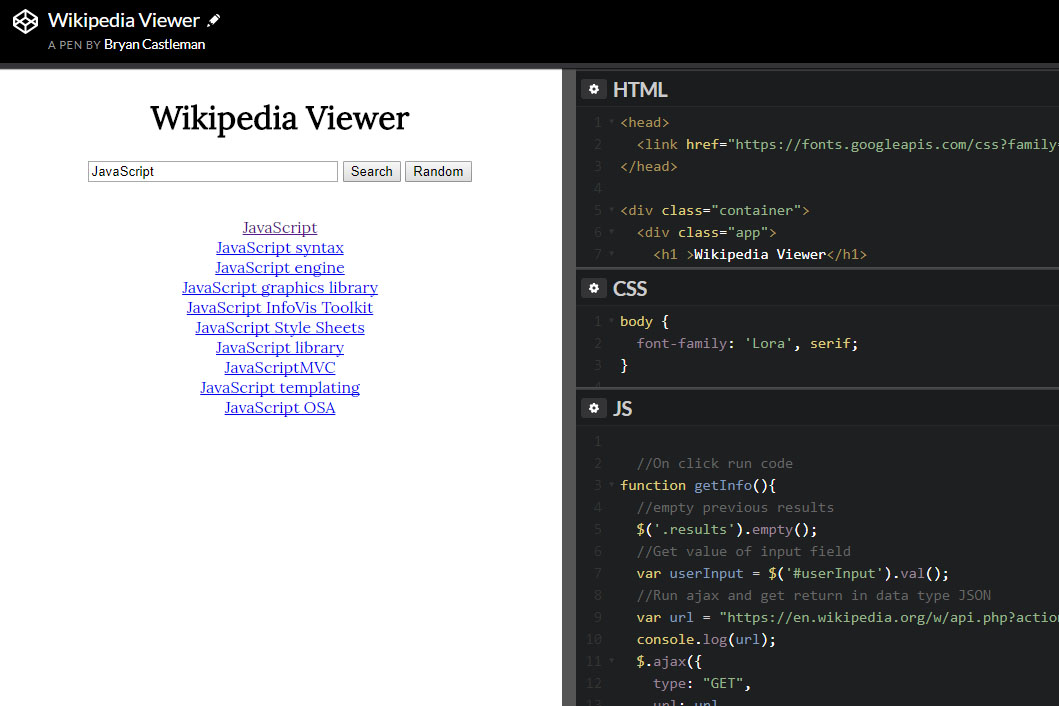 Wikipedia Viewer
A PEN BY Bryan Castleman
Wikipedia Viewer
JavaScript Search Random
JavaScript
JavaScript syntax
JavaScript engine
JavaScript graphics library
JavaScript InfoVis Toolkit
JavaScript Style Sheets
JavaScript library
JavaScriptMVC
JavaScript templating
JavaScript OSA
HTML
1 <head>
2 <link href="https://fonts.googleapis.com/css?family=
3 </head>
4
5 <div class="container">
6 <div class="app">
7 <h1 >Wikipedia Viewer</h1>
CSS
1 body {
2 font-family: 'Lora', serif;
3 }
4
JS
1
2 //On click run code
3 function getInfo(){
4 //empty previous results
5 $('.results').empty();
6 //Get value of input field
7 var userInput = $('#userInput').val();
8 //Run ajax and get return in data type JSON
9 var url = "https://en.wikipedia.org/w/api.php?actio
10 console.log(url);
11 $.ajax({
12 type: "GET",
13 url: url